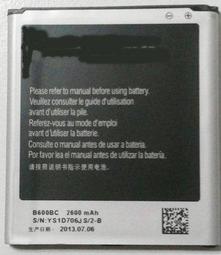 Please refer to manual before using battery.
Veuillez consulter le guide d'utilisation
avant d'utiliser la pile.
Referez-vous au mode d'emploi
avant d'utiliser la batterie.
Consulte o manual antes de usar a bateria.
Por favor lea el manual antes de utilizar la batería.
请按照说明书指示使用电池
B600BC 2600 mAh
S/N:YS1D706JS/2-B
生产日期: 2013.07.06